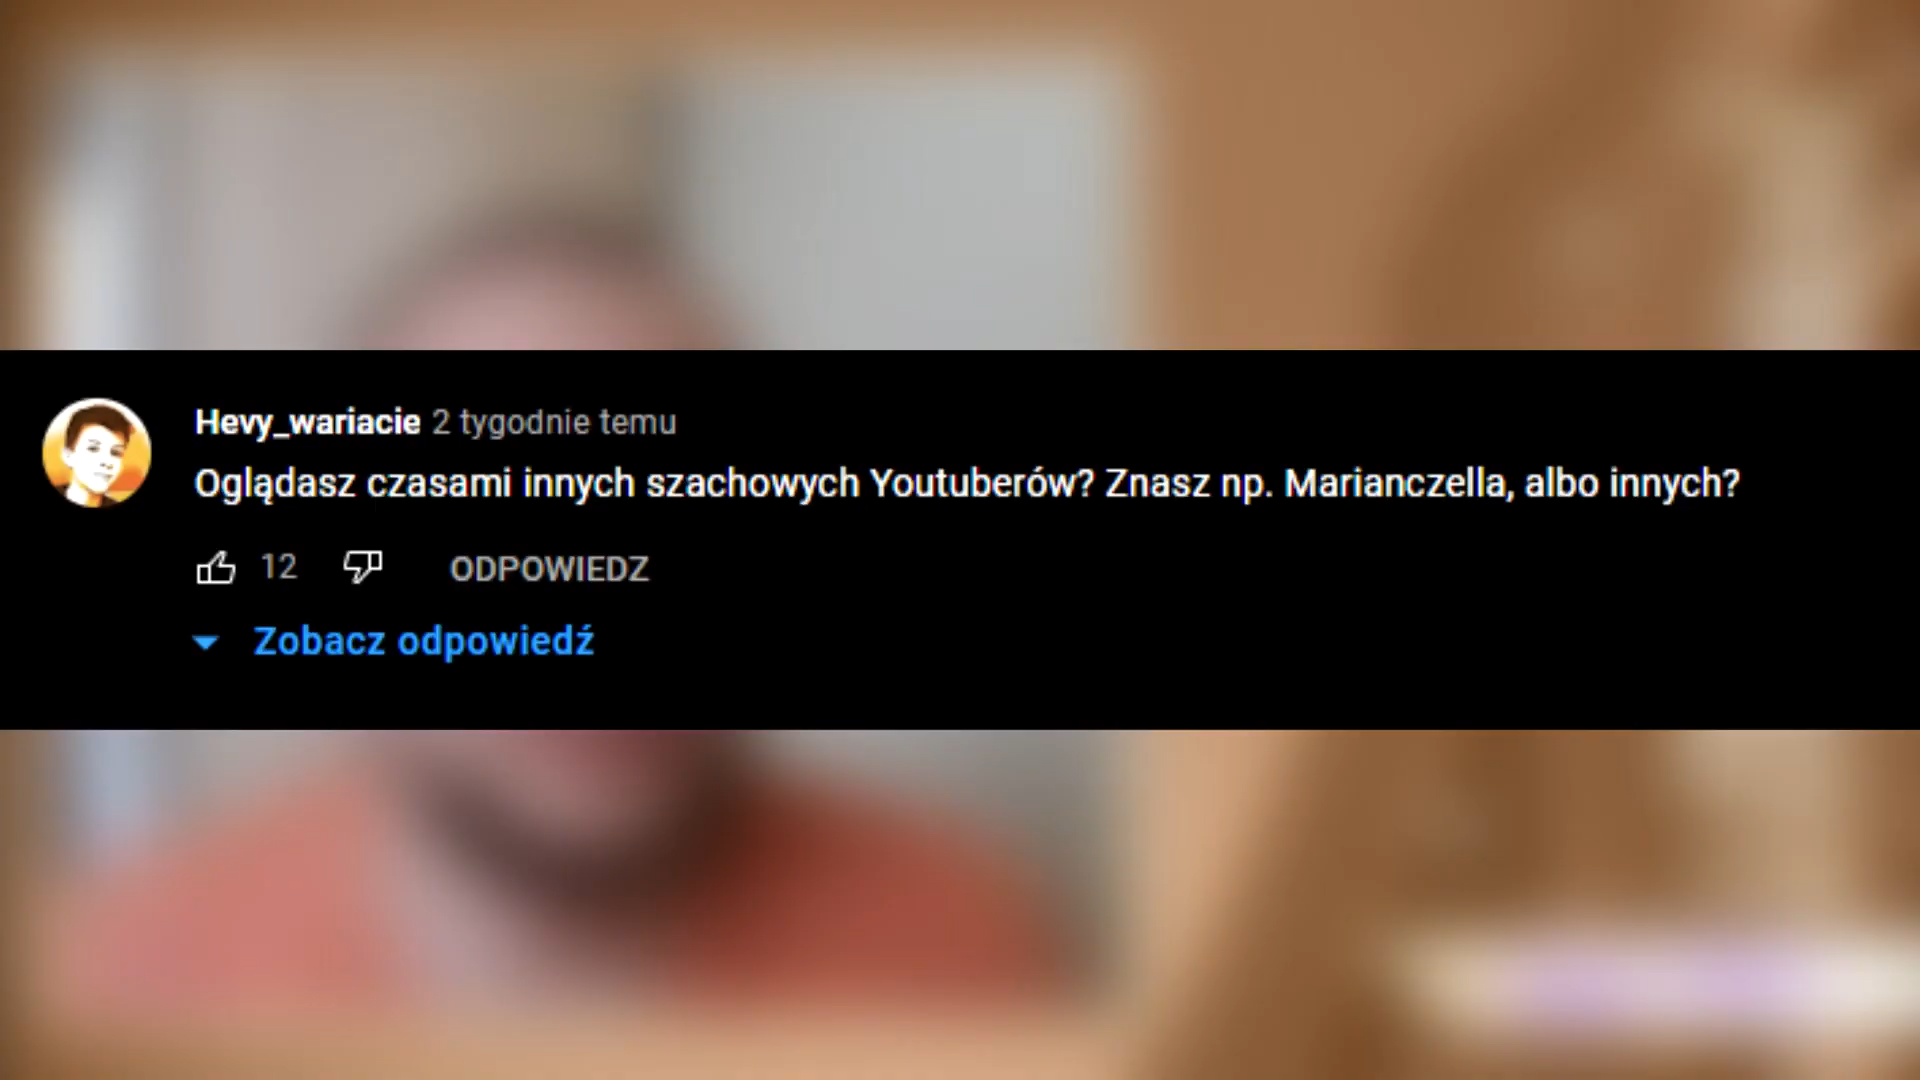 Hevy_wariacie 2 tygodnie temu
Oglądasz czasami innych szachowych Youtuberów? Znasz np. Marianczella, albo innych?
12 ODPOWIEDZ
Zobacz odpowiedź